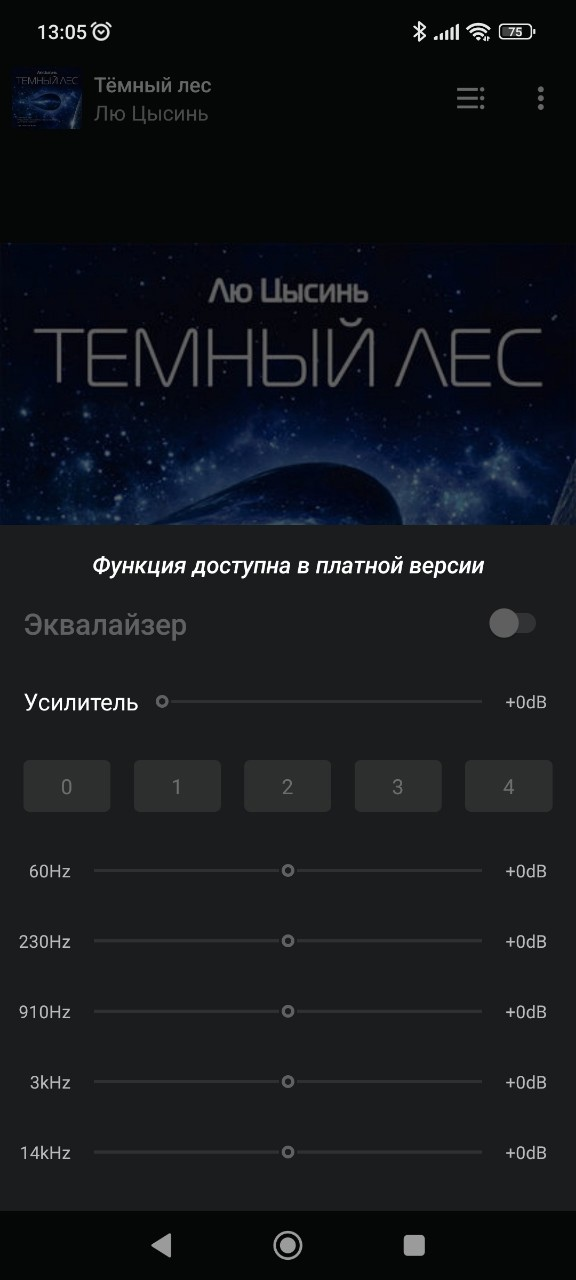 13:05
75
Тёмный лес
Лю Цысинь
Лю Цысинь
ТЕМНЫЙ ЛЕС
Функция доступна в платной версии
Эквалайзер
Усилитель +0dB
0 1 2 3 4
60Hz +0dB
230Hz +0dB
910Hz +0dB
3kHz +0dB
14kHz +0dB